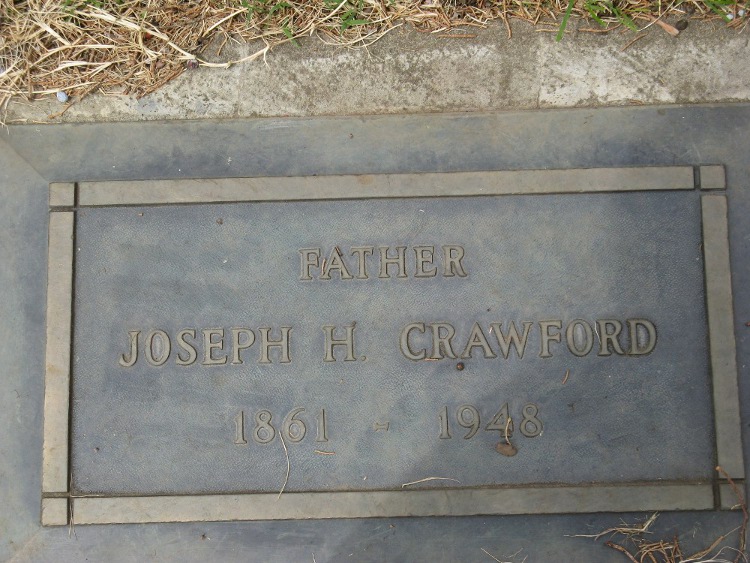 FATHER
JOSEPH H. CRAWFORD
1861 - 1948